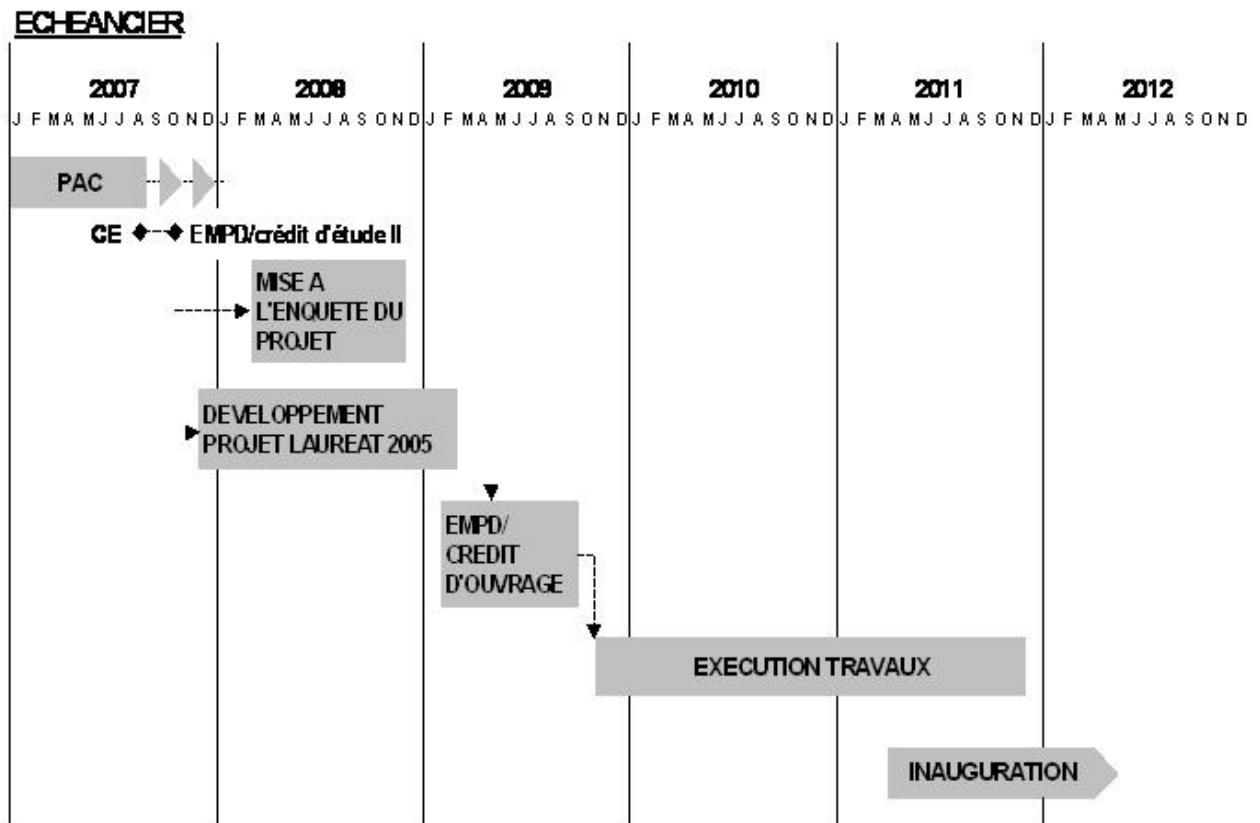 ECHEANCIER
2007 2008 2009 2010 2011 2012
J F M A M J J A S O N D J F M A M J J A S O N D J F M A M J J A S O N D J F M A M J J A S O N D J F M A M J J A S O N D J F M A M J J A S O N D
PAC
CE EMPD/crédit d'étude II
MISE A
L'ENQUETE DU
PROJET
DEVELOPPEMENT
PROJET LAUREAT 2005
EMPD/
CREDIT
D'OUVRAGE
EXECUTION TRAVAUX
INAUGURATION